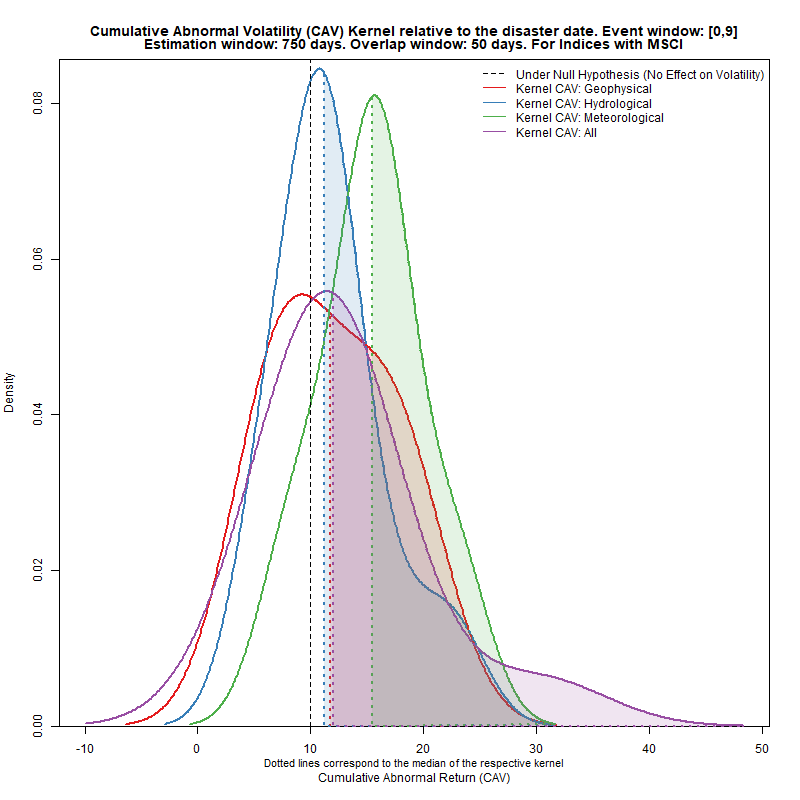 Cumulative Abnormal Volatility (CAV) Kernel relative to the disaster date. Event window: [0,9]
Estimation window: 750 days. Overlap window: 50 days. For Indices with MSCI
Under Null Hypothesis (No Effect on Volatility)
Kernel CAV: Geophysical
Kernel CAV: Hydrological
Kernel CAV: Meteorological
Kernel CAV: All
Density
0.08
0.06
0.04
0.02
0.00
-10 0 10 20 30 40 50
Dotted lines correspond to the median of the respective kernel
Cumulative Abnormal Return (CAV)